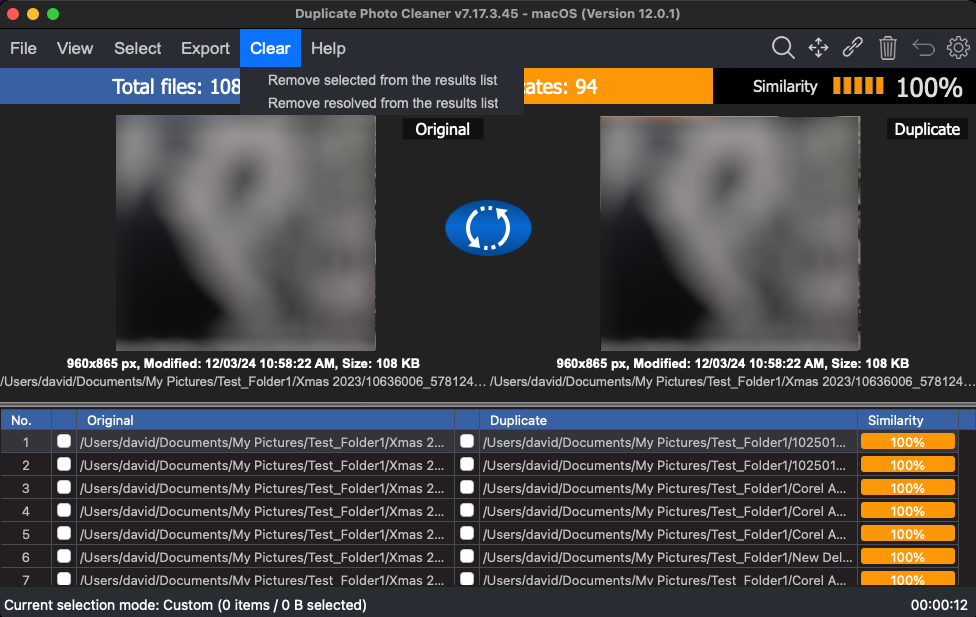 Duplicate Photo Cleaner v7.17.3.45 - macOS (Version 12.0.1)
File View Select Export Clear Help
Remove selected from the results list
Remove resolved from the results list
Total files: 108
ates: 94
Similarity 100%
Original
Duplicate
960x865 px, Modified: 12/03/24 10:58:22 AM, Size: 108 KB
/Users/david/Documents/My Pictures/Test_Folder1/Xmas 2023/10636006_578124...
960x865 px, Modified: 12/03/24 10:58:22 AM, Size: 108 KB
/Users/david/Documents/My Pictures/Test_Folder1/Xmas 2023/10636006_578124...
No. Original Duplicate Similarity
1 /Users/david/Documents/My Pictures/Test_Folder1/Xmas 2... /Users/david/Documents/My Pictures/Test_Folder1/102501... 100%
2 /Users/david/Documents/My Pictures/Test_Folder1/Xmas 2... /Users/david/Documents/My Pictures/Test_Folder1/102501... 100%
3 /Users/david/Documents/My Pictures/Test_Folder1/Xmas 2... /Users/david/Documents/My Pictures/Test_Folder1/Corel A... 100%
4 /Users/david/Documents/My Pictures/Test_Folder1/Xmas 2... /Users/david/Documents/My Pictures/Test_Folder1/Corel A... 100%
5 /Users/david/Documents/My Pictures/Test_Folder1/Xmas 2... /Users/david/Documents/My Pictures/Test_Folder1/Corel A... 100%
6 /Users/david/Documents/My Pictures/Test_Folder1/Xmas 2... /Users/david/Documents/My Pictures/Test_Folder1/New Del... 100%
7 /Users/david/Documents/My Pictures/Test_Folder1/Xmas 2... /Users/david/Documents/My Pictures/Test_Folder1/Corel A... 100%
Current selection mode: Custom (0 items / 0 B selected) 00:00:12